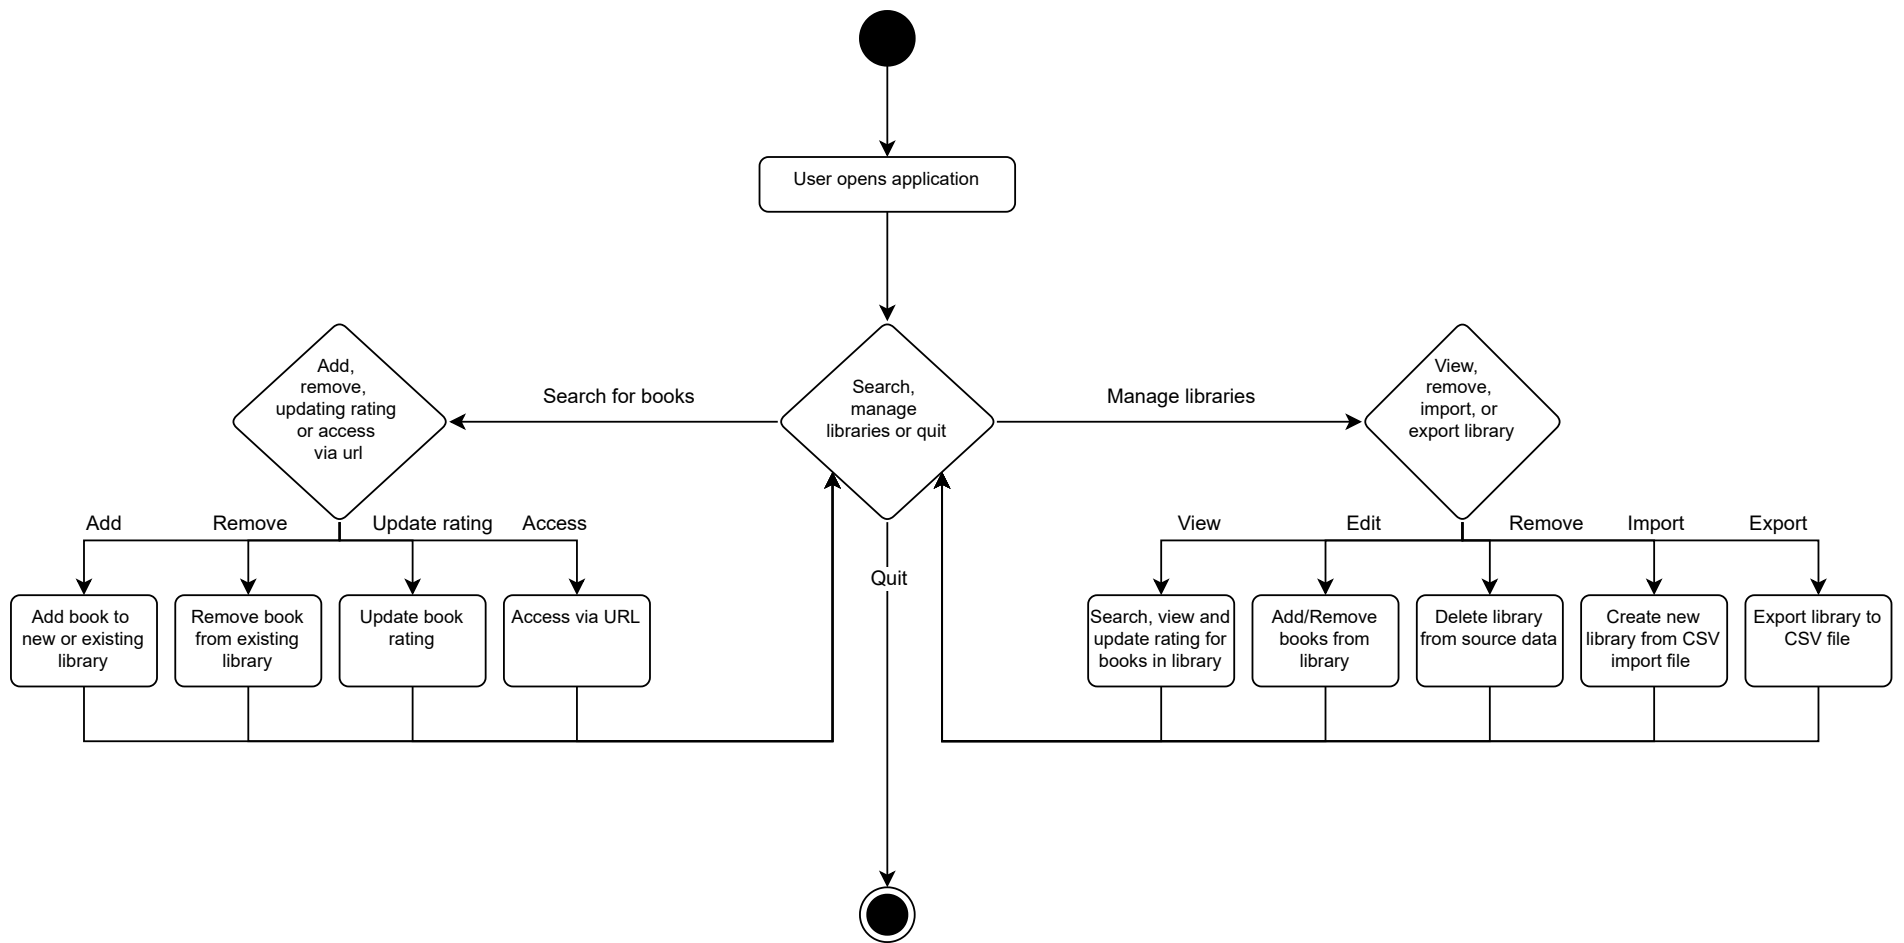 User opens application
Add,
remove,
updating rating
or access
via url
Search for books
Search,
manage
libraries or quit
Manage libraries
View,
remove,
import, or
export library
Add
Remove
Update rating
Access
View
Edit
Remove
Import
Export
Quit
Add book to
new or existing
library
Remove book
from existing
library
Update book
rating
Access via URL
Search, view and
update rating for
books in library
Add/Remove
books from
library
Delete library
from source data
Create new
library from CSV
import file
Export library to
CSV file